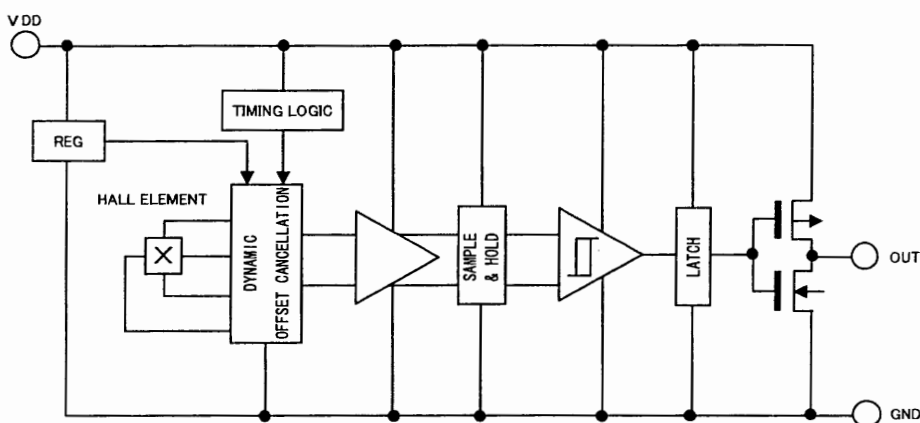 VDD
TIMING LOGIC
REG
HALL ELEMENT
DYNAMIC
OFFSET CANCELLATION
SAMPLE
& HOLD
LATCH
OUT
GND